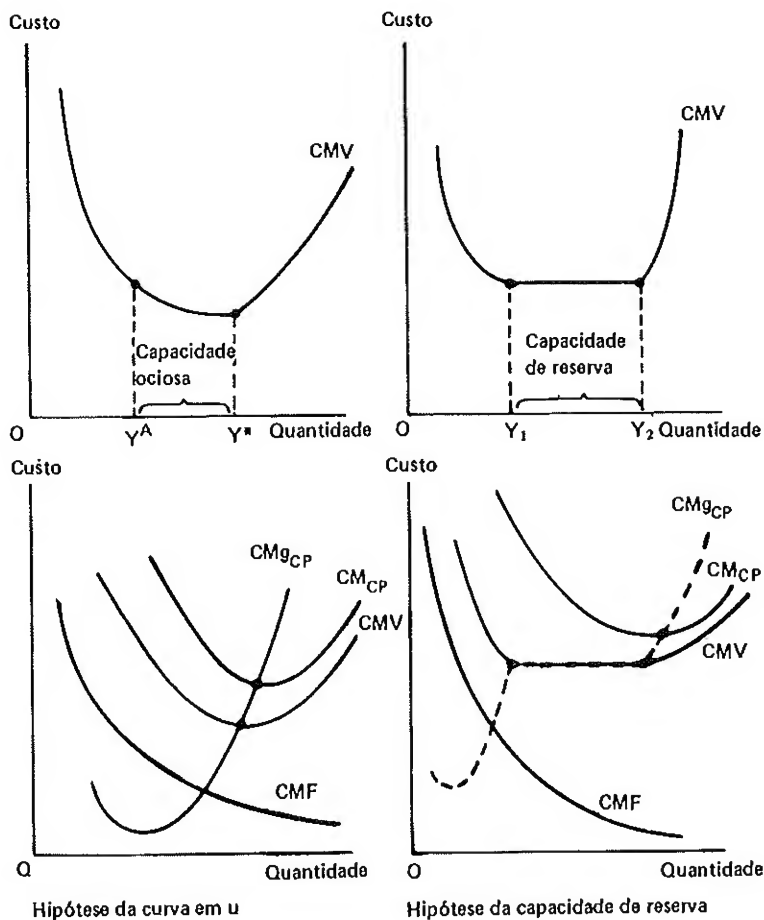 Custo
CMV
Capacidade
ociosa
O
Y^A
Y*
Quantidade
Custo
CMV
Capacidade
de reserva
O
Y₁
Y₂
Quantidade
Custo
CMg_CP
CM_CP
CMV
CMF
O
Quantidade
Hipótese da curva em u
Custo
CMg_CP
CM_CP
CMV
CMF
O
Quantidade
Hipótese da capacidade de reserva